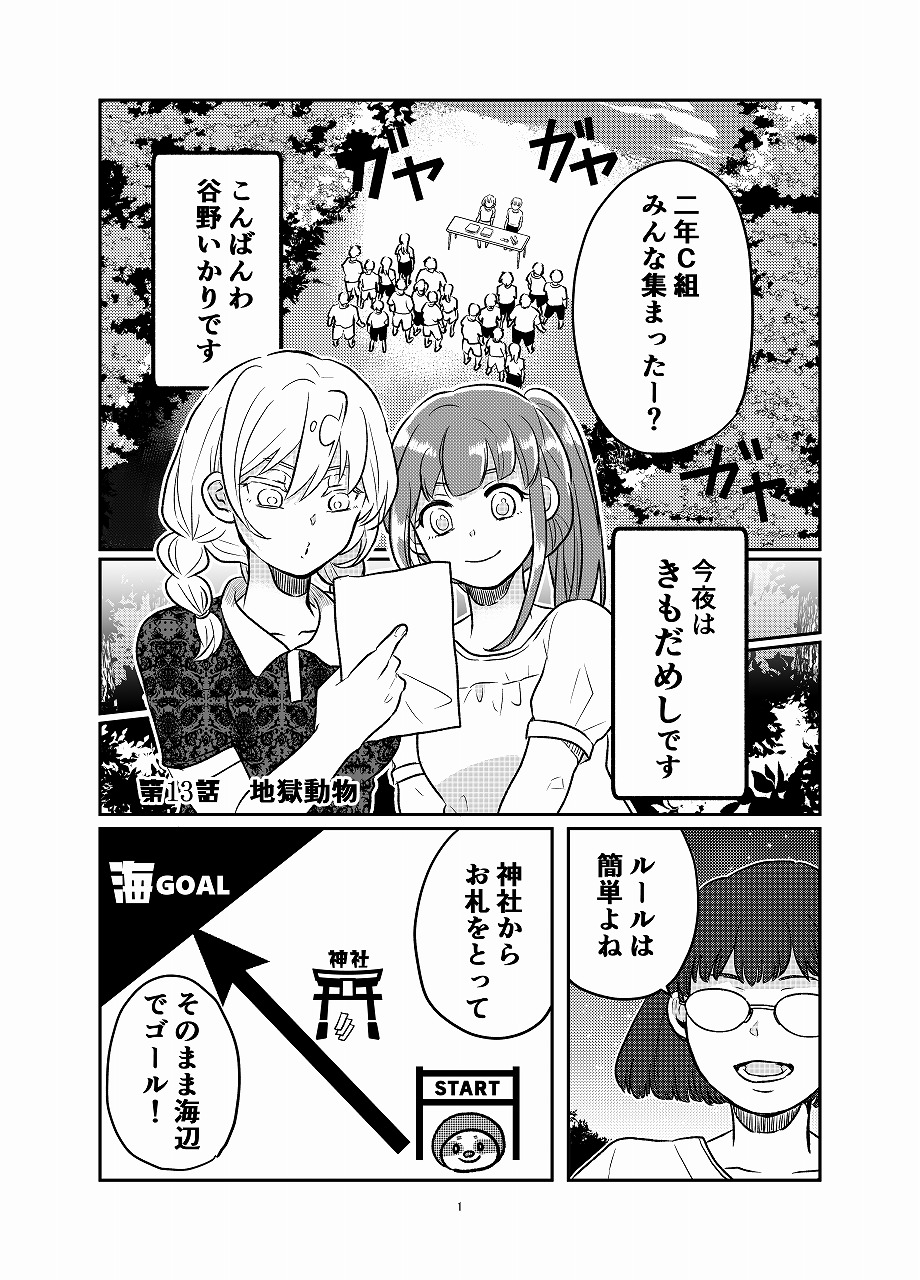 ガヤ
ガヤ
二年C組
みんな集まったー?
こんばんわ
谷野いかりです
ガヤ
今夜は
きもだめしです
第13話 地獄動物
ルールは
簡単よね
神社から
お札をとって
海GOAL
神社
START
そのまま海辺
でゴール!
1